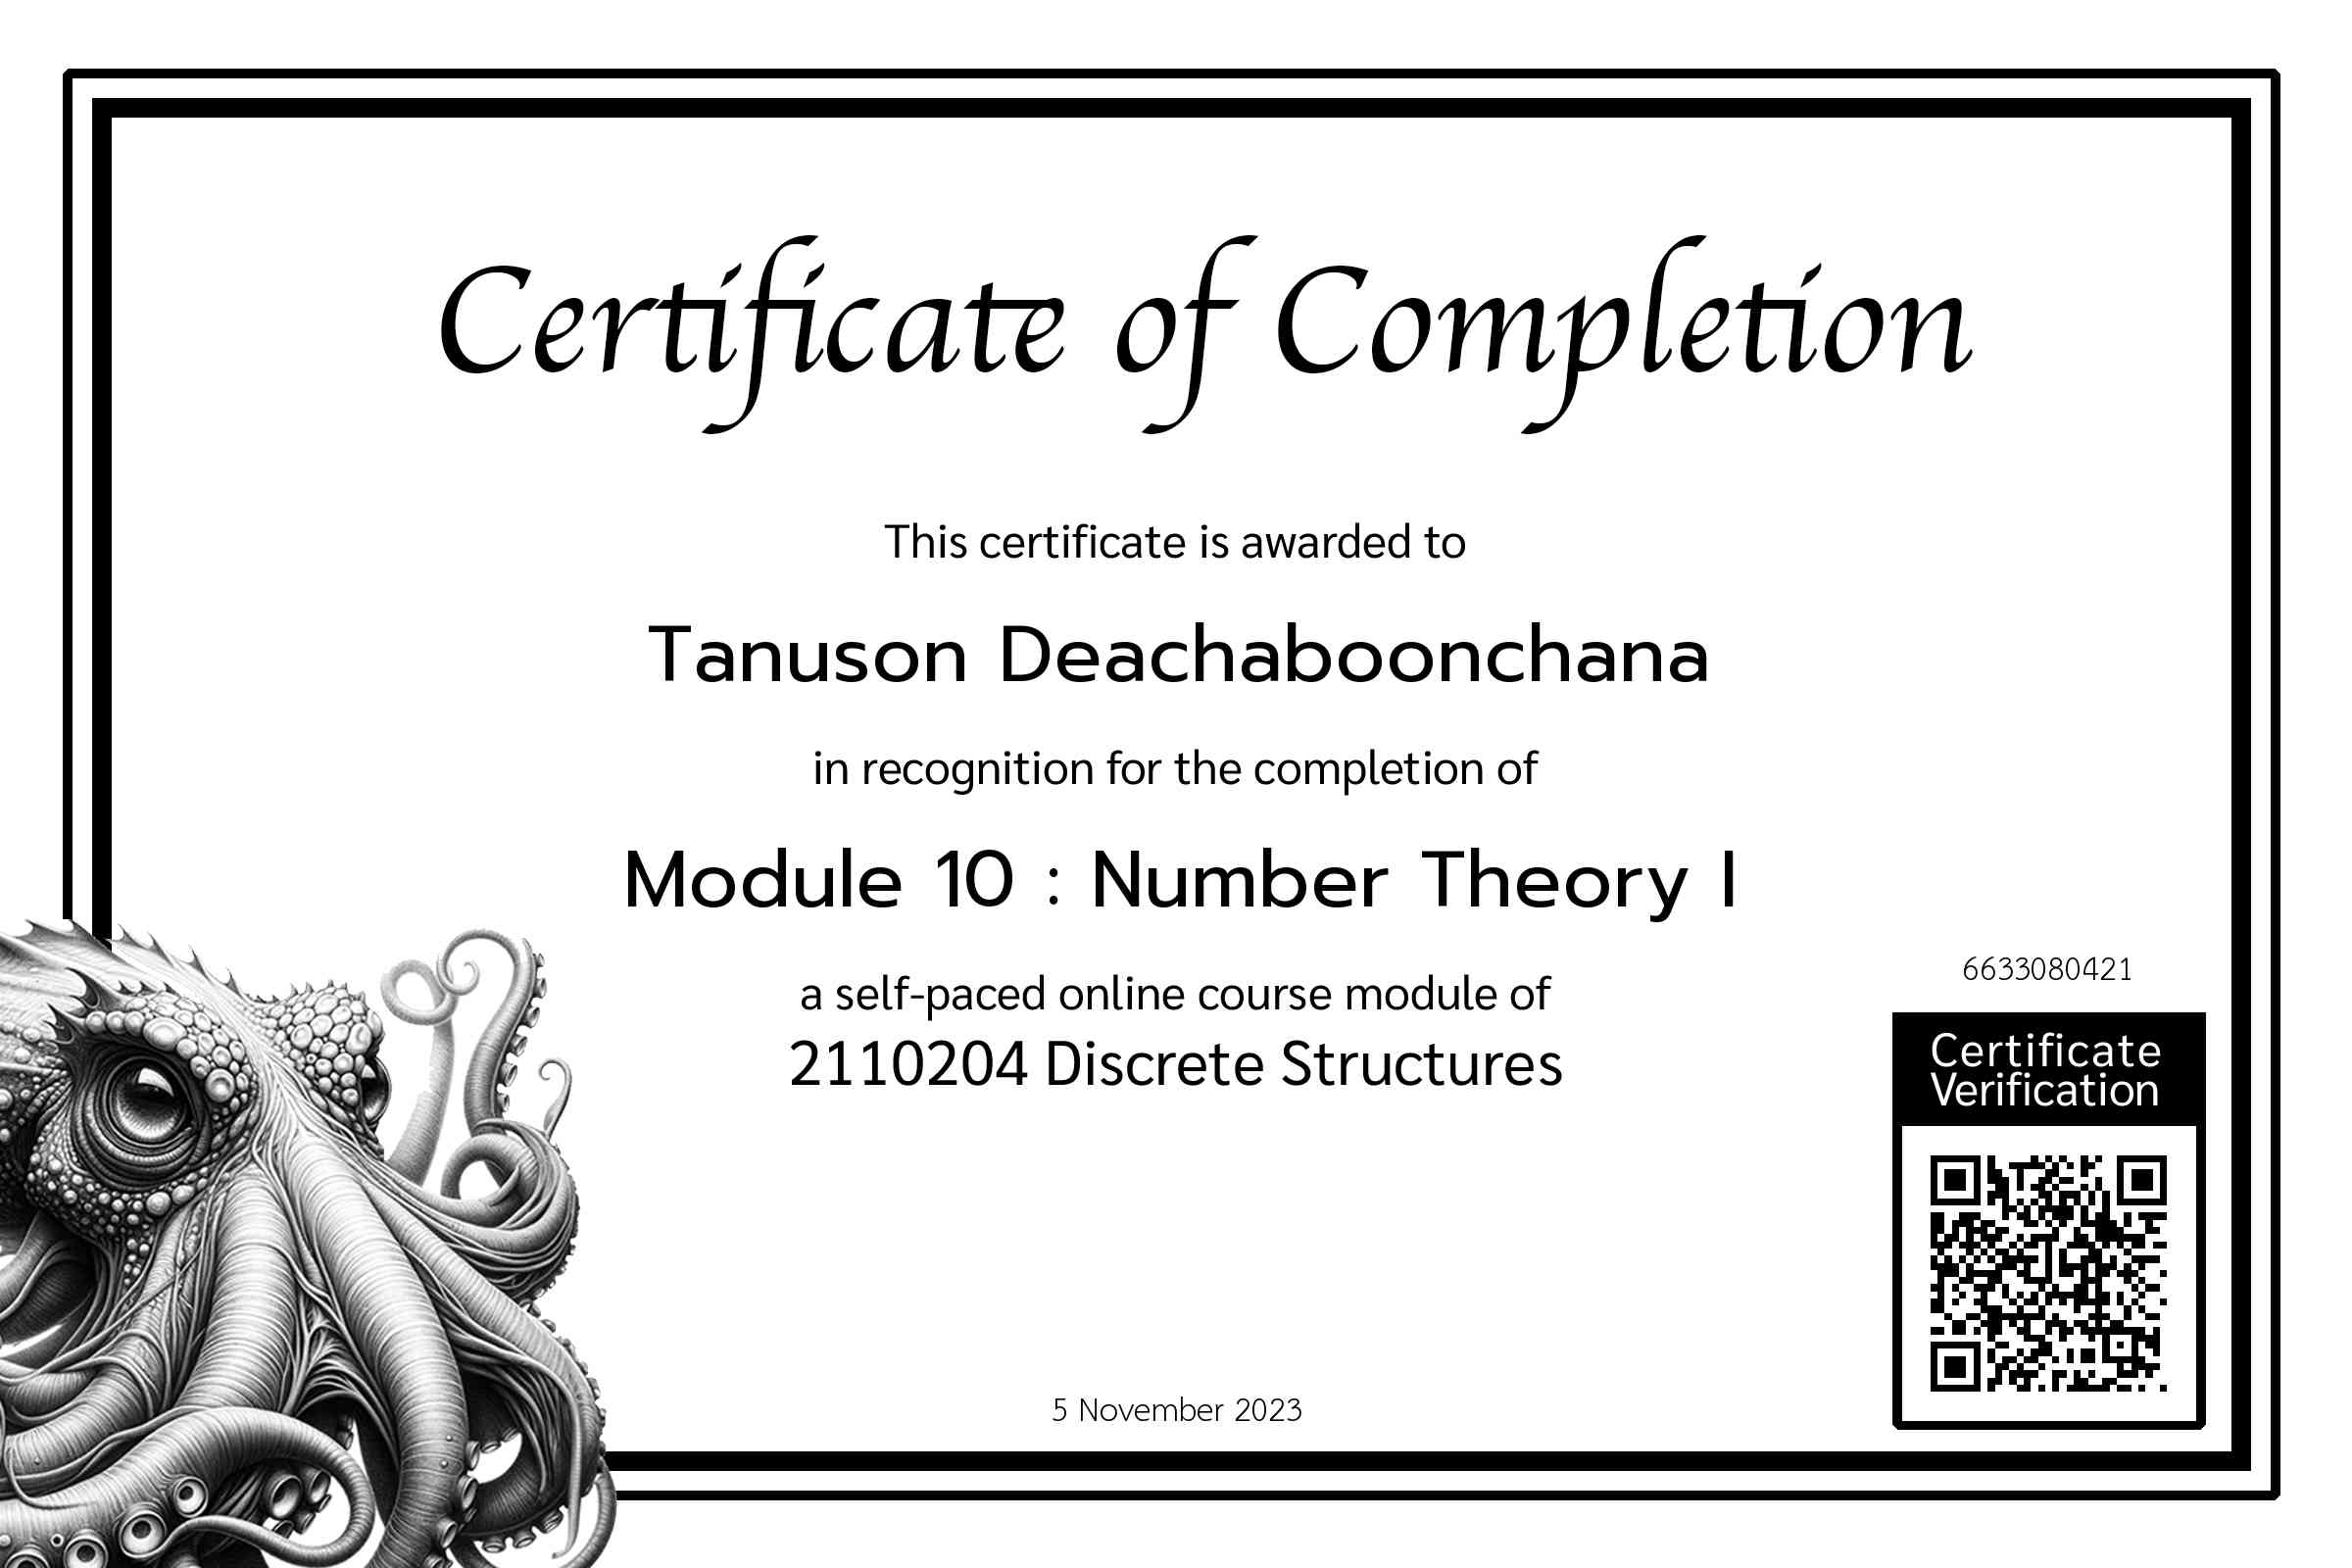 Certificate of Completion
This certificate is awarded to
Tanuson Deachaboonchana
in recognition for the completion of
Module 10 : Number Theory I
a self-paced online course module of
2110204 Discrete Structures
6633080421
Certificate
Verification
5 November 2023